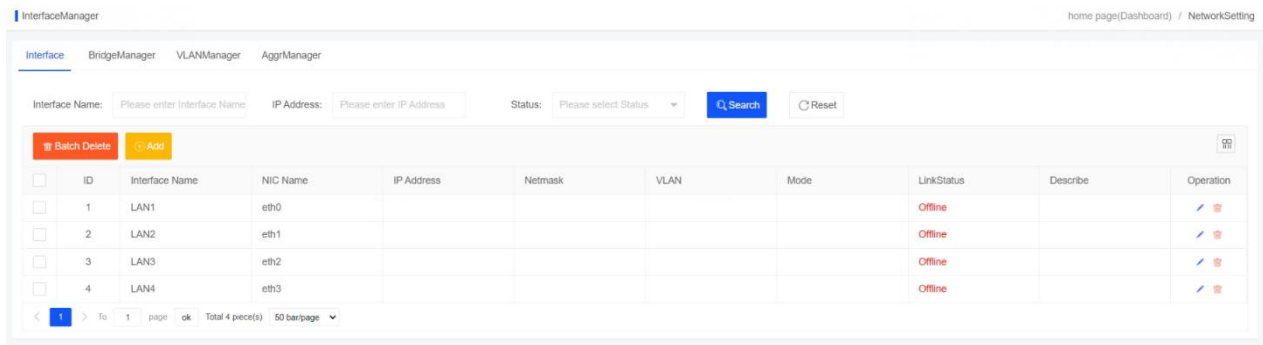 InterfaceManager home page(Dashboard) / NetworkSetting
Interface BridgeManager VLANManager AggrManager
Interface Name: Please enter Interface Name IP Address: Please enter IP Address Status: Please select Status Search Reset
Batch Delete Add
ID Interface Name NIC Name IP Address Netmask VLAN Mode LinkStatus Describe Operation
1 LAN1 eth0 Offline
2 LAN2 eth1 Offline
3 LAN3 eth2 Offline
4 LAN4 eth3 Offline
< 1 > To 1 page ok Total 4 piece(s) 50 bar/page